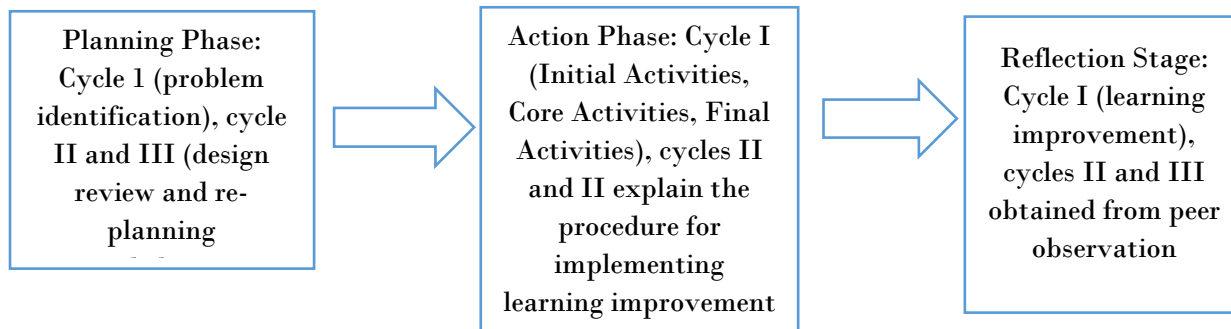 Planning Phase:
Cycle 1 (problem
identification), cycle
II and III (design
review and re-
planning
Action Phase: Cycle I
(Initial Activities,
Core Activities, Final
Activities), cycles II
and II explain the
procedure for
implementing
learning improvement
Reflection Stage:
Cycle I (learning
improvement),
cycles II and III
obtained from peer
observation